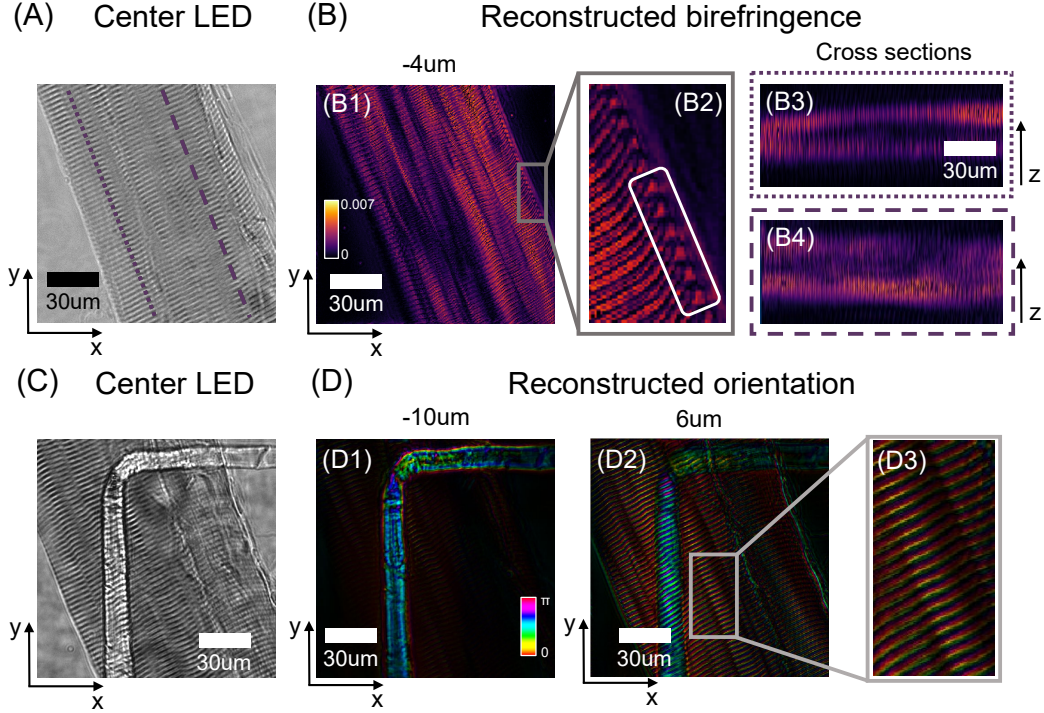 (A) Center LED
30um
y
x
(B) Reconstructed birefringence
-4um
(B1)
0.007
0
30um
y
x
(B2)
Cross sections
(B3)
30um
z
(B4)
z
(C) Center LED
30um
y
x
(D) Reconstructed orientation
-10um
(D1)
π
0
30um
y
x
6um
(D2)
30um
y
x
(D3)